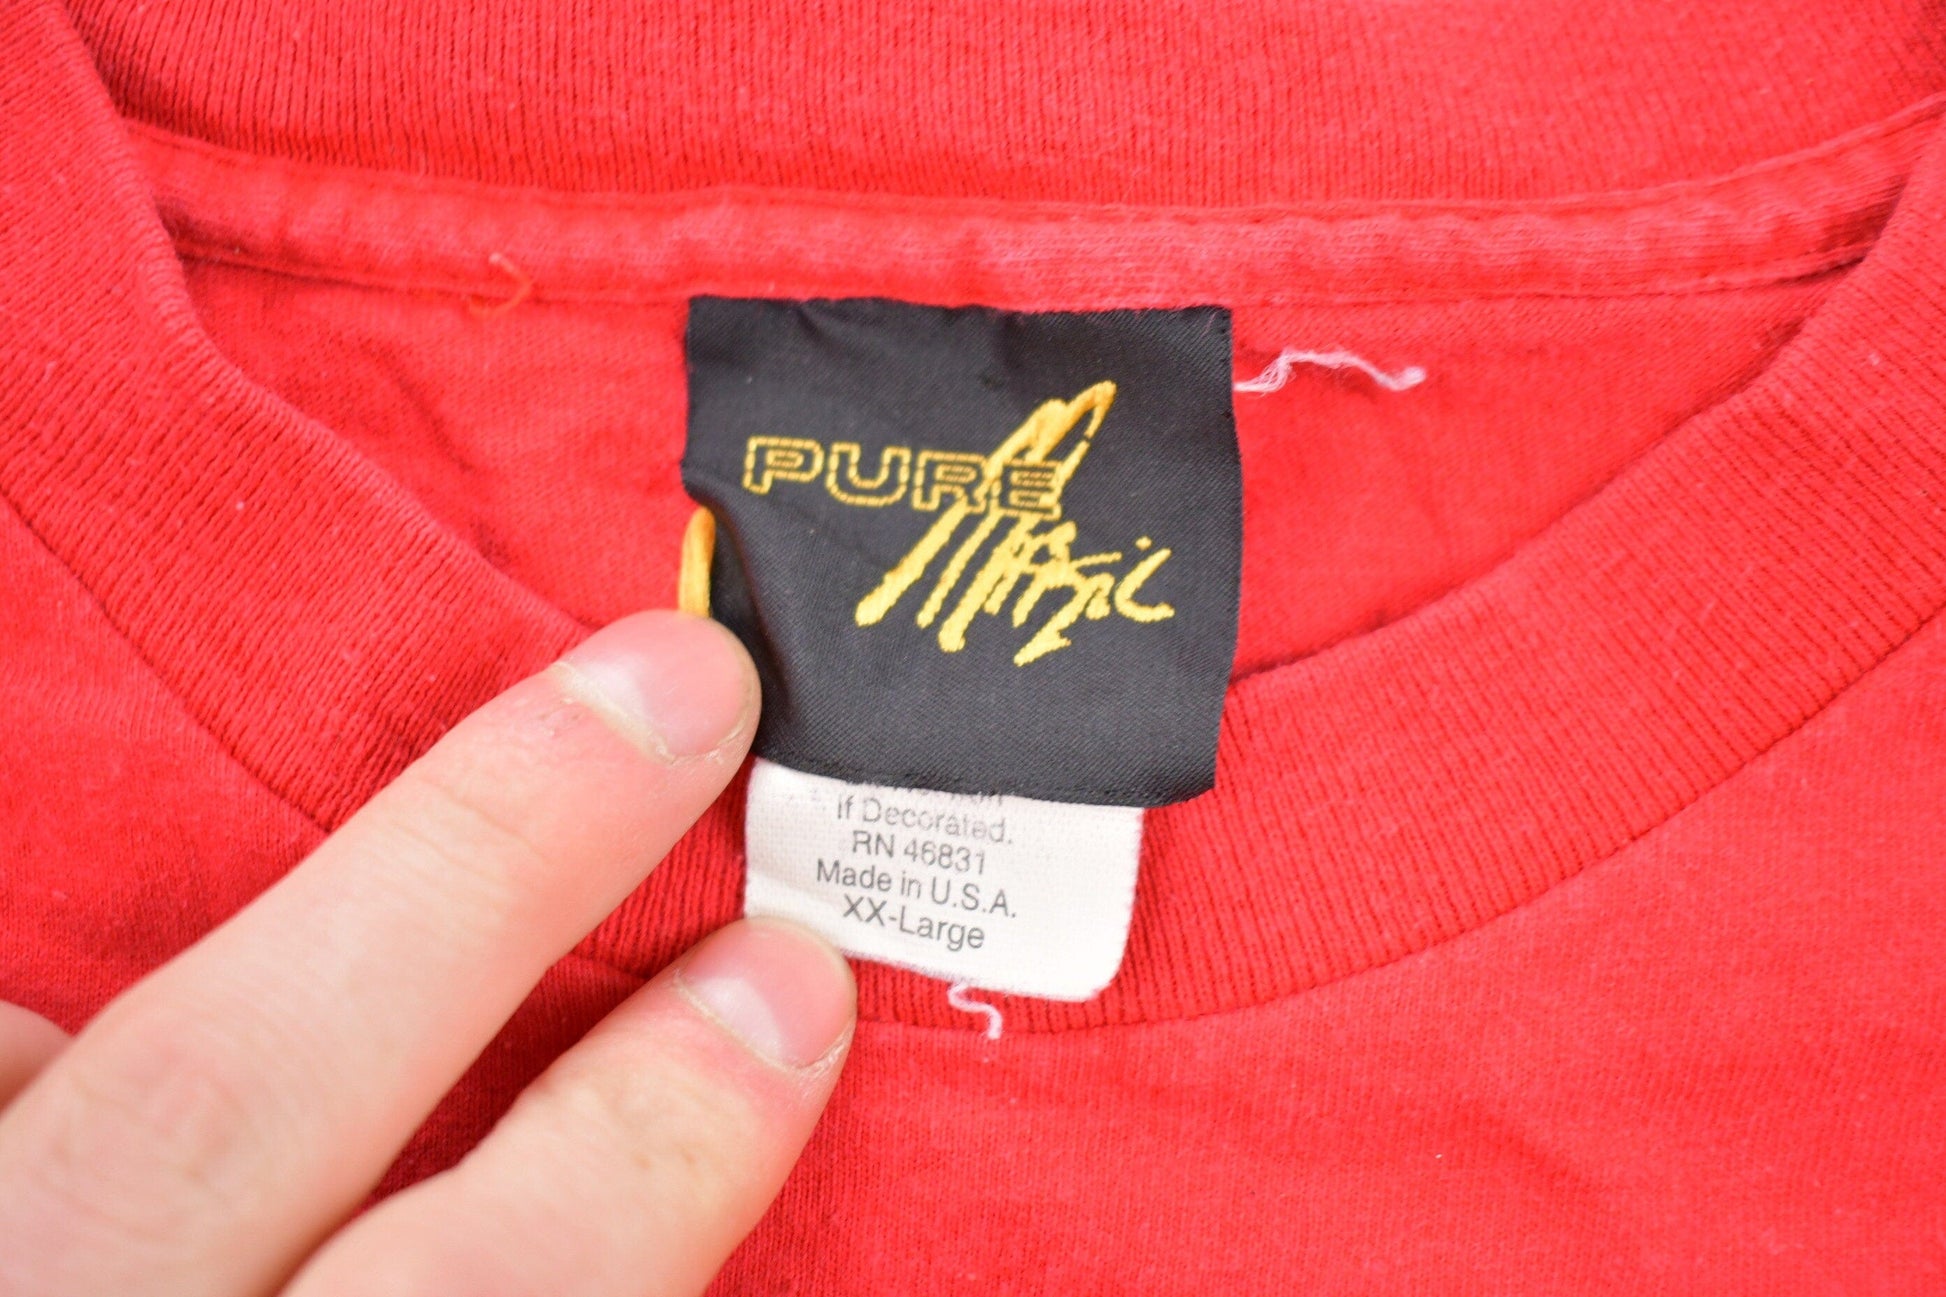 PURE
Magic
if Decorated.
RN 46831
Made in U.S.A.
XX-Large